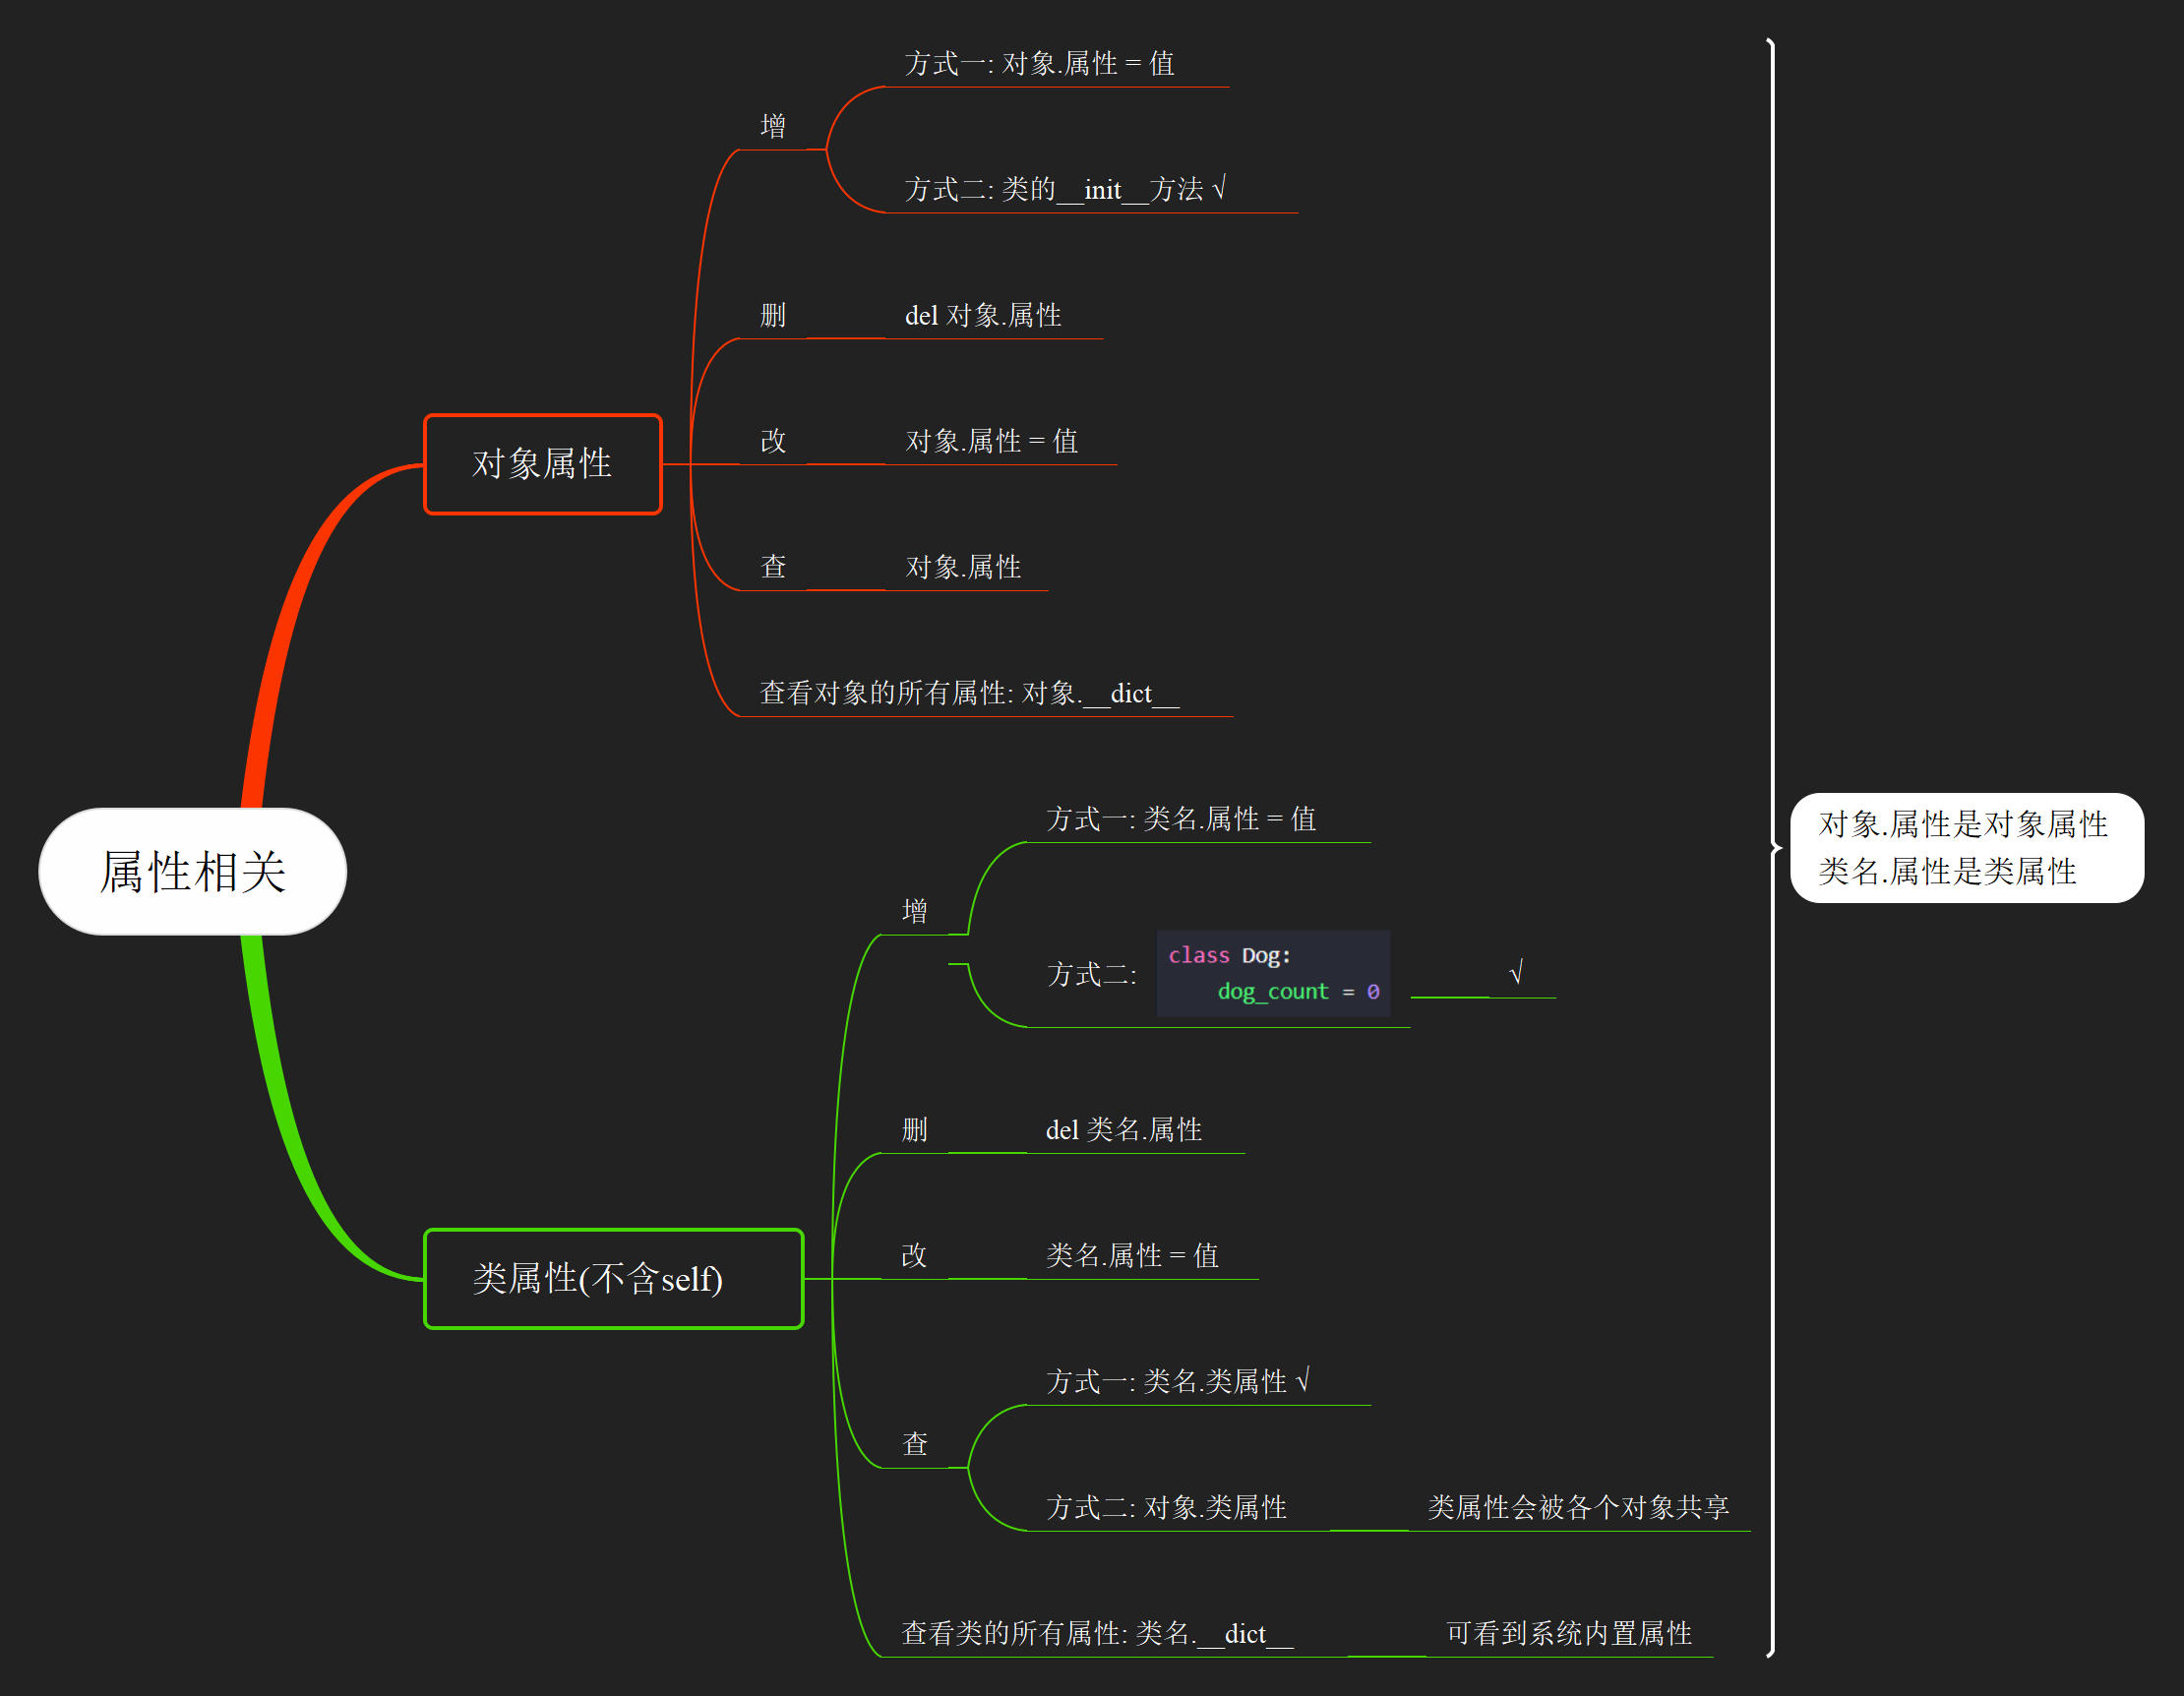 属性相关
对象属性
增
方式一: 对象.属性 = 值
方式二: 类的__init__方法 √
删
del 对象.属性
改
对象.属性 = 值
查
对象.属性
查看对象的所有属性: 对象.__dict__
类属性(不含self)
增
方式一: 类名.属性 = 值
方式二:
class Dog:
dog_count = 0
√
删
del 类名.属性
改
类名.属性 = 值
查
方式一: 类名.类属性 √
方式二: 对象.类属性
类属性会被各个对象共享
查看类的所有属性: 类名.__dict__
可看到系统内置属性
对象.属性是对象属性
类名.属性是类属性